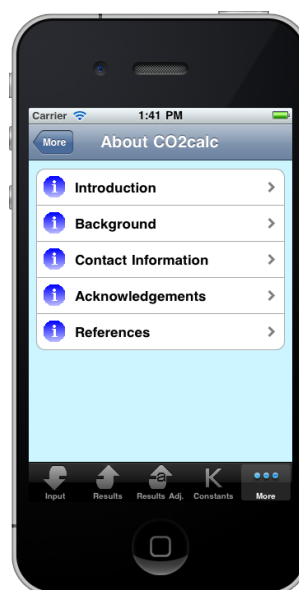 Carrier 1:41 PM
More About CO2calc
Introduction
Background
Contact Information
Acknowledgements
References
a K
Input Results Results Adj. Constants More